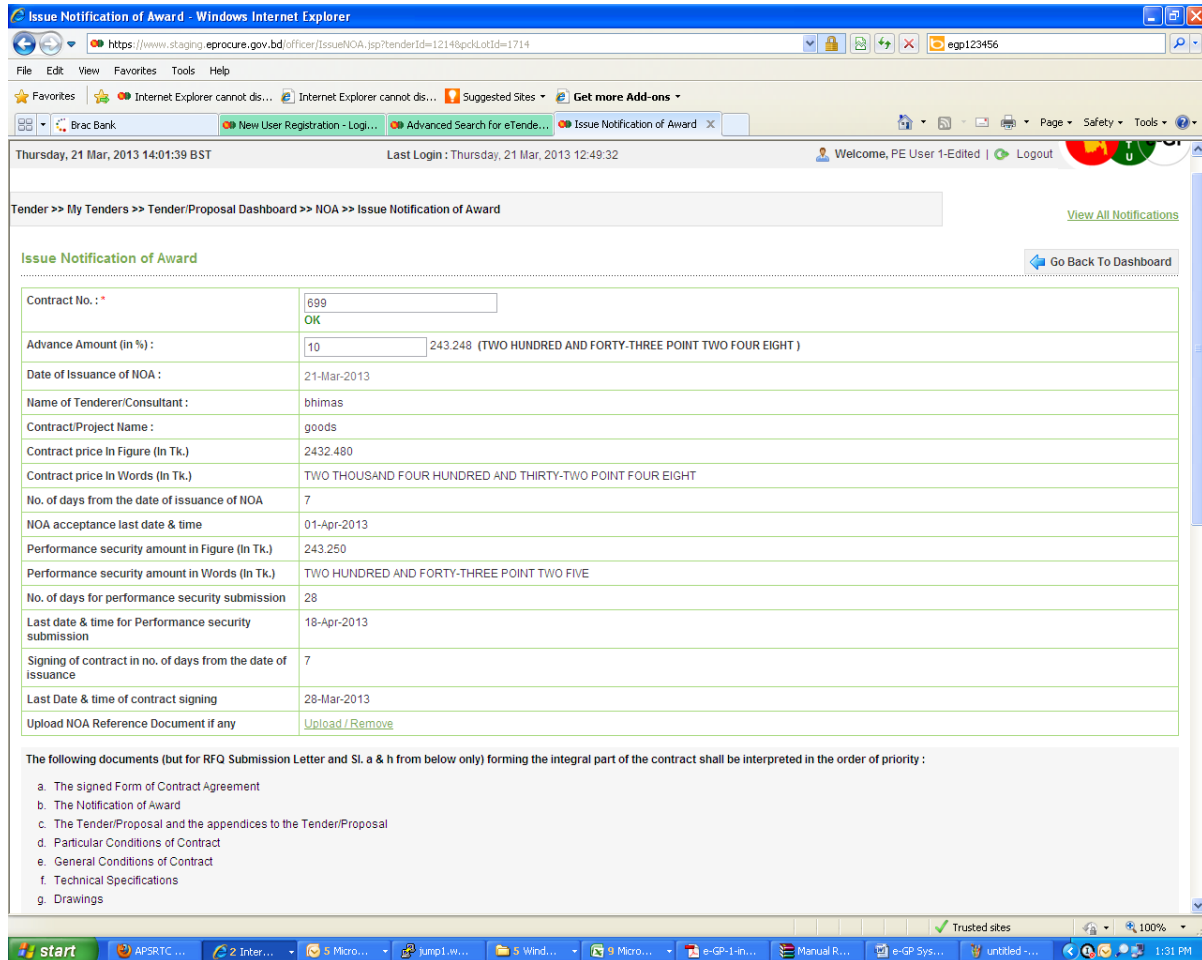 Issue Notification of Award - Windows Internet Explorer
https://www.staging.eprocure.gov.bd/officer/IssueNOA.jsp?tenderId=1214&pckLotId=1714 egp123456
File Edit View Favorites Tools Help
Favorites Internet Explorer cannot dis... Internet Explorer cannot dis... Suggested Sites Get more Add-ons
Brac Bank New User Registration - Logi... Advanced Search for eTende... Issue Notification of Award X Page Safety Tools
Thursday, 21 Mar, 2013 14:01:39 BST Last Login : Thursday, 21 Mar, 2013 12:49:32 Welcome, PE User 1-Edited | Logout T U e-GP
Tender >> My Tenders >> Tender/Proposal Dashboard >> NOA >> Issue Notification of Award
View All Notifications
Issue Notification of Award Go Back To Dashboard
Contract No. : * 699
OK
Advance Amount (in %) : 10 243.248 (TWO HUNDRED AND FORTY-THREE POINT TWO FOUR EIGHT )
Date of Issuance of NOA : 21-Mar-2013
Name of Tenderer/Consultant : bhimas
Contract/Project Name : goods
Contract price In Figure (In Tk.) 2432.480
Contract price In Words (In Tk.) TWO THOUSAND FOUR HUNDRED AND THIRTY-TWO POINT FOUR EIGHT
No. of days from the date of issuance of NOA 7
NOA acceptance last date & time 01-Apr-2013
Performance security amount in Figure (In Tk.) 243.250
Performance security amount in Words (In Tk.) TWO HUNDRED AND FORTY-THREE POINT TWO FIVE
No. of days for performance security submission 28
Last date & time for Performance security submission 18-Apr-2013
Signing of contract in no. of days from the date of issuance 7
Last Date & time of contract signing 28-Mar-2013
Upload NOA Reference Document if any Upload / Remove
The following documents (but for RFQ Submission Letter and Sl. a & h from below only) forming the integral part of the contract shall be interpreted in the order of priority :
a. The signed Form of Contract Agreement
b. The Notification of Award
c. The Tender/Proposal and the appendices to the Tender/Proposal
d. Particular Conditions of Contract
e. General Conditions of Contract
f. Technical Specifications
g. Drawings
Trusted sites 100%
start APSRTC ... 2 Inter... 5 Micro... jump1.w... 5 Wind... 9 Micro... e-GP-1-in... Manual R... e-GP Sys... untitled -... 1:31 PM